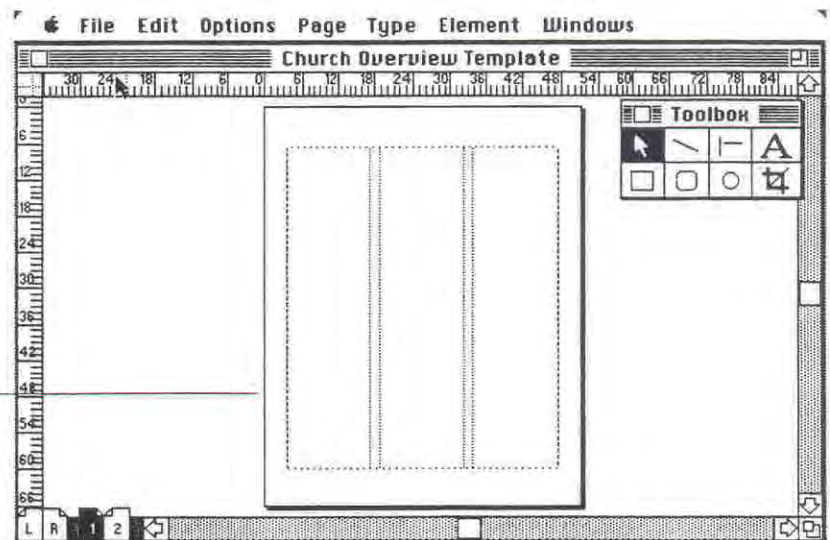 File Edit Options Page Type Element Windows
Church Overview Template
30 24 18 12 6 0 6 12 18 24 30 36 42 48 54 60 66 72 78 84
Toolbox
A
0
6
12
18
24
30
36
42
48
54
60
66
L R 1 2